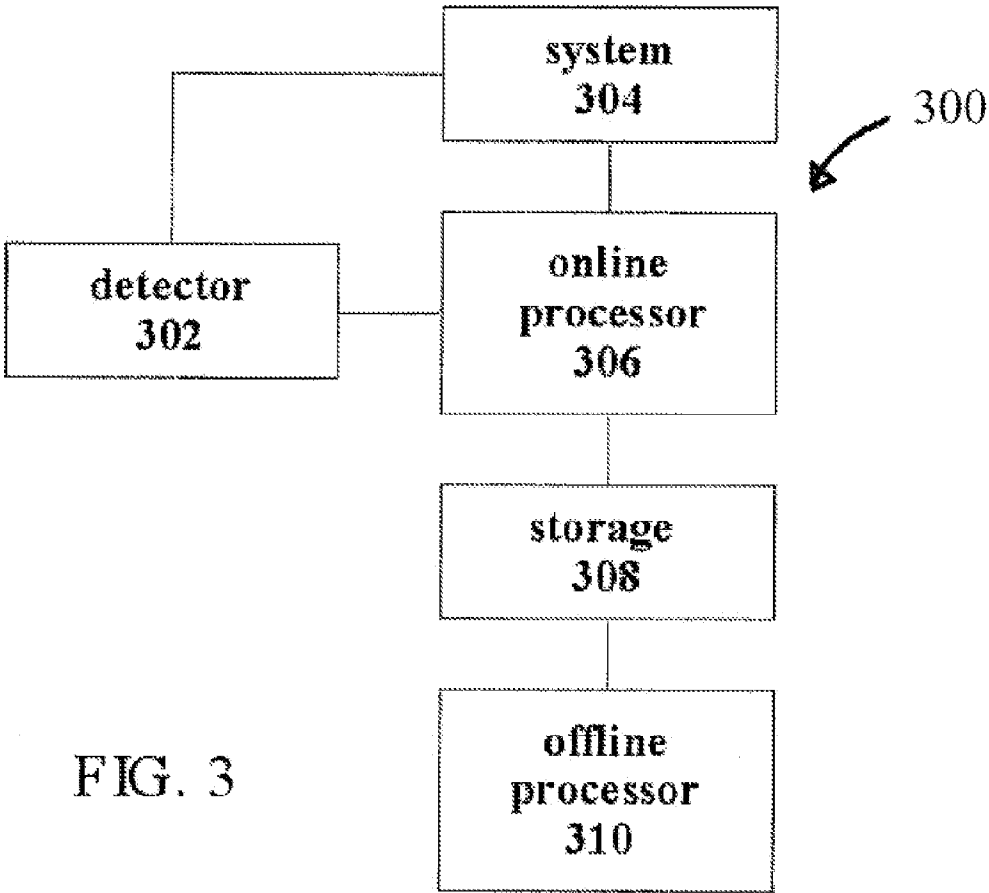 system
304
300
detector
302
online
processor
306
storage
308
offline
processor
310
FIG. 3